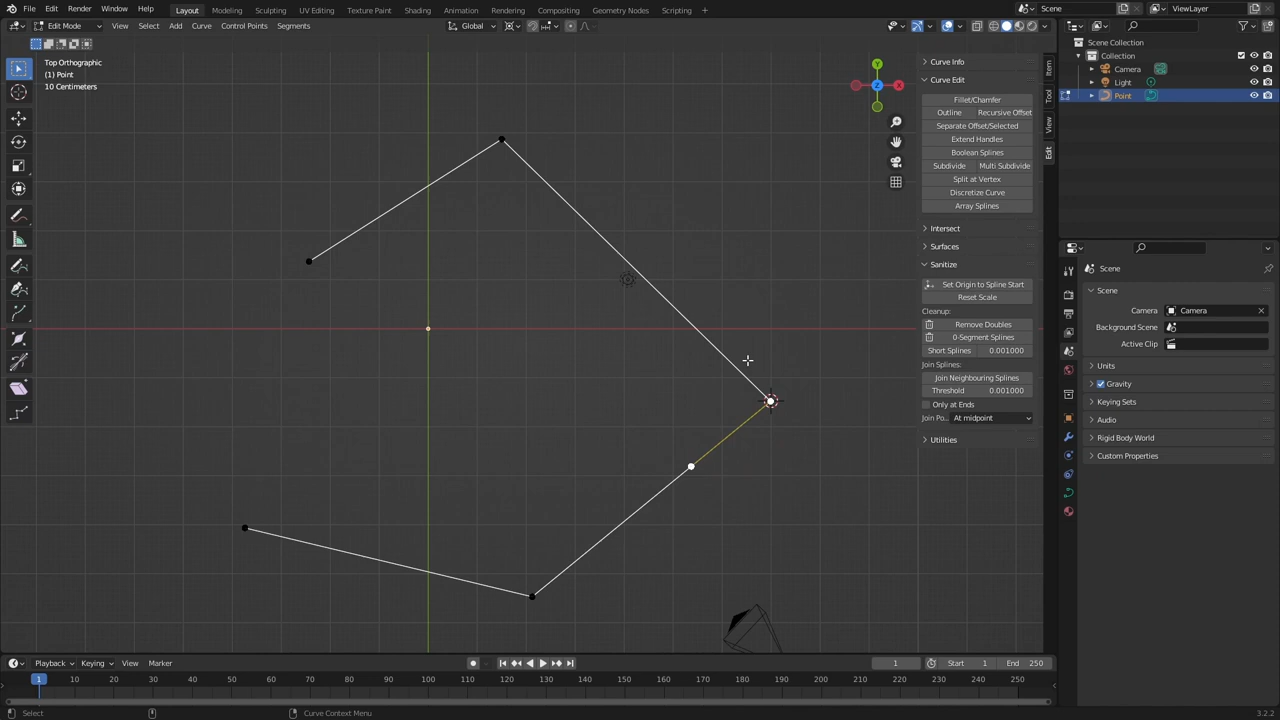 File Edit Render Window Help Layout Modeling Sculpting UV Editing Texture Paint Shading Animation Rendering Compositing Geometry Nodes Scripting + Scene ViewLayer
Edit Mode View Select Add Curve Control Points Segments Global
Top Orthographic
(1) Point
10 Centimeters
Y
Z
X
Curve Info
Curve Edit
Fillet/Chamfer
Outline Recursive Offset
Separate Offset/Selected
Extend Handles
Boolean Splines
Subdivide Multi Subdivide
Split at Vertex
Discretize Curve
Array Splines
Intersect
Surfaces
Sanitize
Set Origin to Spline Start
Reset Scale
Cleanup:
Remove Doubles
0-Segment Splines
Short Splines 0.001000
Join Splines:
Join Neighbouring Splines
Threshold 0.001000
Only at Ends
Join Po... At midpoint
Utilities
Item
Tool
View
Edit
Scene Collection
Collection
Camera
Light
Point
Scene
Scene
Camera Camera
Background Scene
Active Clip
Units
Gravity
Keying Sets
Audio
Rigid Body World
Custom Properties
Playback Keying View Marker 1 Start 1 End 250
1 10 20 30 40 50 60 70 80 90 100 110 120 130 140 150 160 170 180 190 200 210 220 230 240 250
Select Curve Context Menu 3.2.2